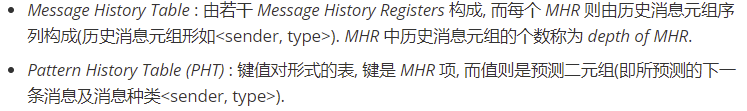 • Message History Table : 由若干 Message History Registers 构成, 而每个 MHR 则由历史消息元组序
列构成(历史消息元组形如<sender, type>). MHR 中历史消息元组的个数称为 depth of MHR.
• Pattern History Table (PHT) : 键值对形式的表, 键是 MHR 项, 而值则是预测二元组(即所预测的下一
条消息及消息种类<sender, type>).